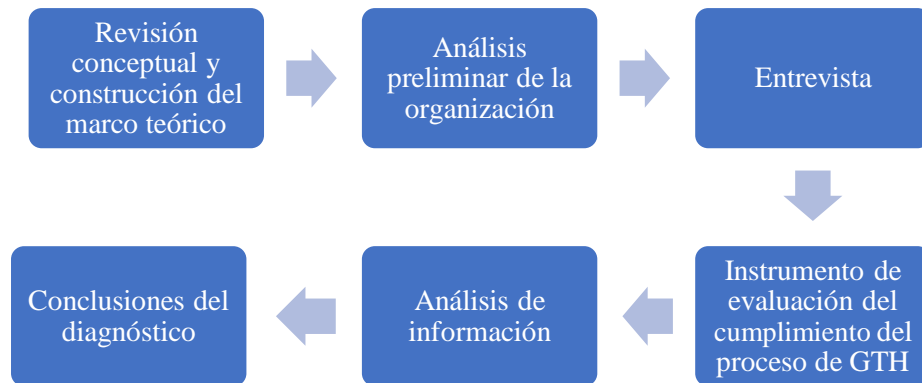 Revisión
conceptual y
construcción del
marco teórico
Análisis
preliminar de la
organización
Entrevista
Instrumento de
evaluación del
cumplimiento del
proceso de GTH
Análisis de
información
Conclusiones del
diagnóstico